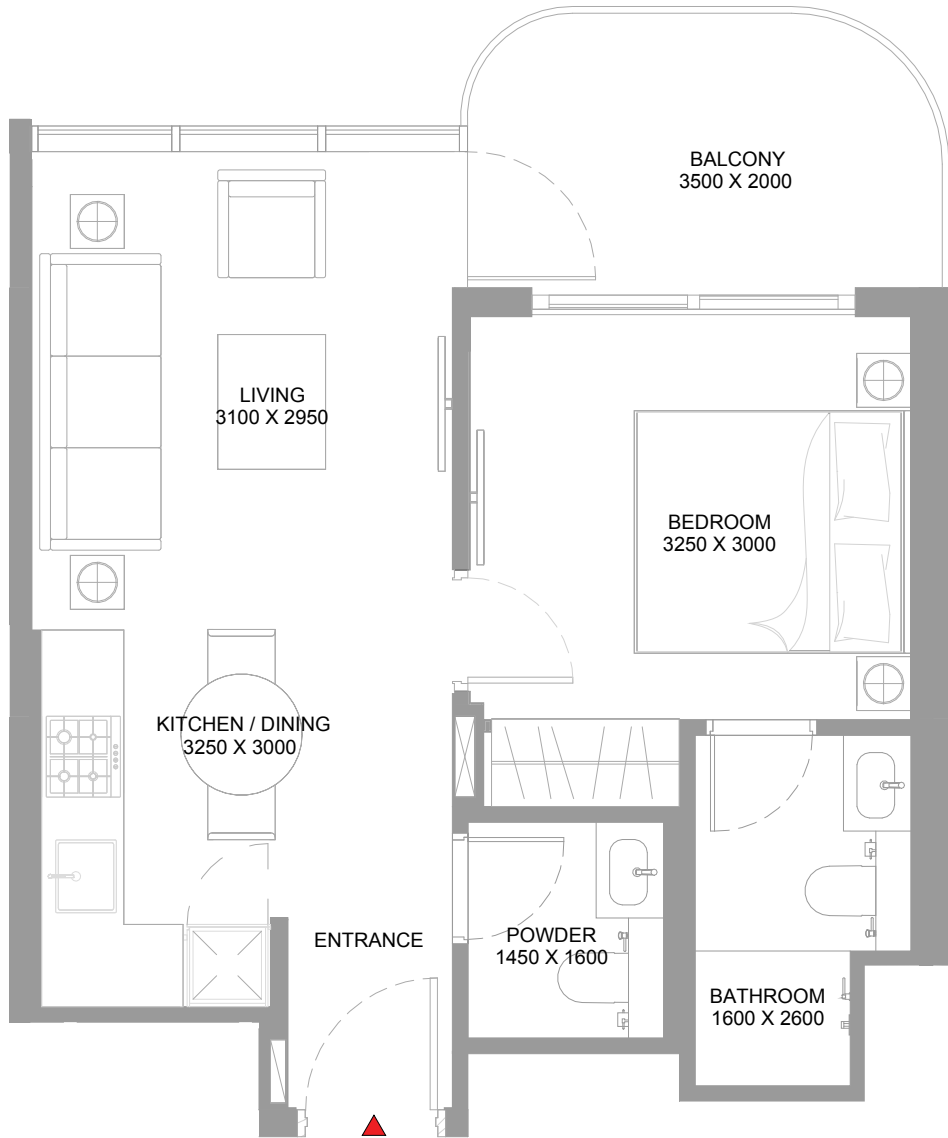 BALCONY
3500 X 2000
LIVING
3100 X 2950
BEDROOM
3250 X 3000
KITCHEN / DINING
3250 X 3000
ENTRANCE
POWDER
1450 X 1600
BATHROOM
1600 X 2600